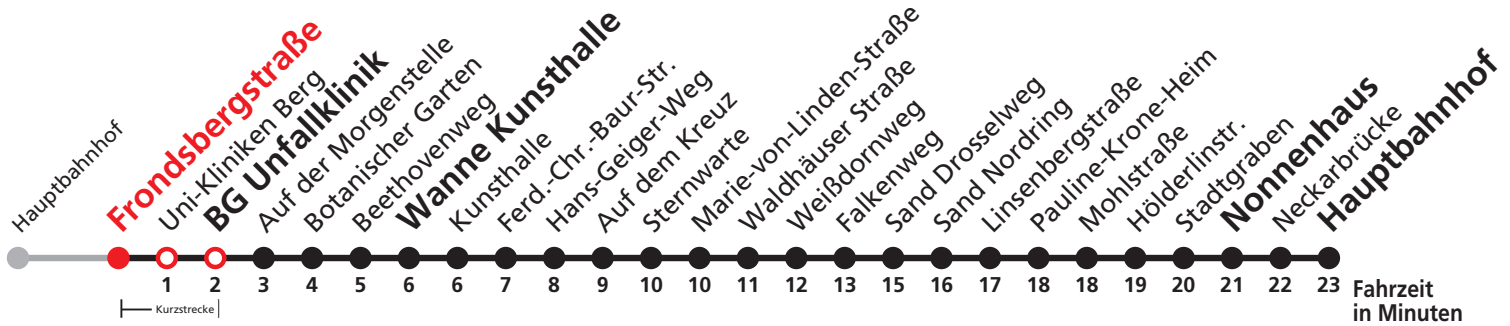 Hauptbahnhof
Frondsbergstraße
Uni-Kliniken Berg
BG Unfallklinik
Auf der Morgenstelle
Botanischer Garten
Beethovenweg
Wanne Kunsthalle
Kunsthalle
Ferd.-Chr.-Baur-Str.
Hans-Geiger-Weg
Auf dem Kreuz
Sternwarte
Marie-von-Linden-Straße
Waldhäuser Straße
Weißdornweg
Falkenweg
Sand Drosselweg
Sand Nordring
Linsenbergstraße
Pauline-Krone-Heim
Mohlstraße
Hölderlinstr.
Stadtgraben
Nonnenhaus
Neckarbrücke
Hauptbahnhof
1 2 3 4 5 6 6 7 8 9 10 10 11 12 13 15 16 17 18 18 19 20 21 22 23
Kurzstrecke
Fahrzeit
in Minuten